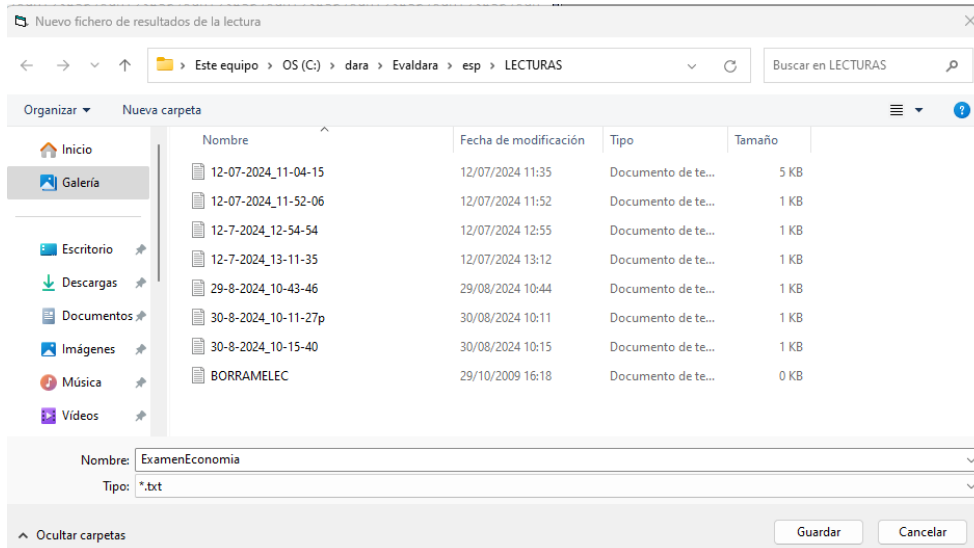 Nuevo fichero de resultados de la lectura
Este equipo > OS (C:) > dara > Evaldara > esp > LECTURAS
Buscar en LECTURAS
Organizar Nueva carpeta
Inicio
Galería
Escritorio
Descargas
Documentos
Imágenes
Música
Vídeos
Nombre Fecha de modificación Tipo Tamaño
12-07-2024_11-04-15 12/07/2024 11:35 Documento de te... 5 KB
12-07-2024_11-52-06 12/07/2024 11:52 Documento de te... 1 KB
12-7-2024_12-54-54 12/07/2024 12:55 Documento de te... 1 KB
12-7-2024_13-11-35 12/07/2024 13:12 Documento de te... 1 KB
29-8-2024_10-43-46 29/08/2024 10:44 Documento de te... 1 KB
30-8-2024_10-11-27p 30/08/2024 10:11 Documento de te... 1 KB
30-8-2024_10-15-40 30/08/2024 10:15 Documento de te... 1 KB
BORRAMELEC 29/10/2009 16:18 Documento de te... 0 KB
Nombre: ExamenEconomia
Tipo: *.txt
Ocultar carpetas
Guardar Cancelar